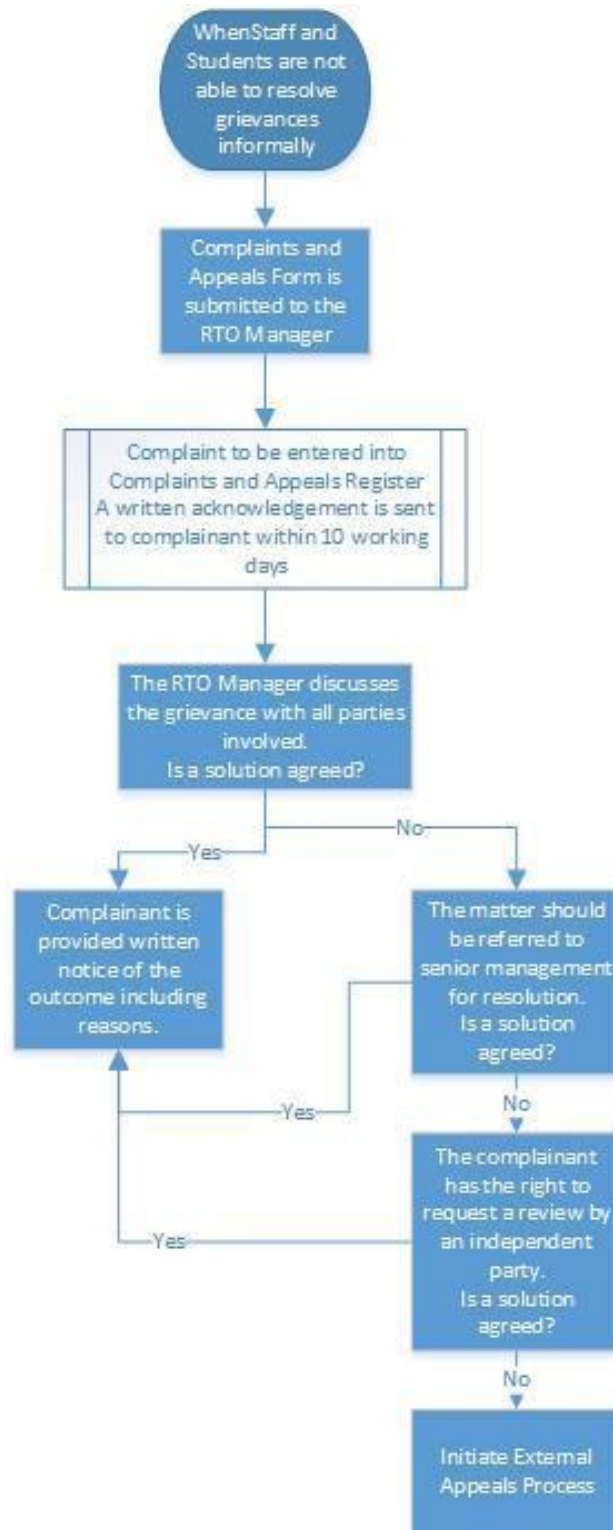 WhenStaff and
Students are not
able to resolve
grievances
informally
Complaints and
Appeals Form is
submitted to the
RTO Manager
Complaint to be entered into
Complaints and Appeals Register
A written acknowledgement is sent
to complainant within 10 working
days
The RTO Manager discusses
the grievance with all parties
involved.
Is a solution agreed?
Yes
No
Complainant is
provided written
notice of the
outcome including
reasons.
The matter should
be referred to
senior management
for resolution.
Is a solution
agreed?
Yes
No
The complainant
has the right to
request a review by
an independent
party.
Is a solution
agreed?
Yes
No
Initiate External
Appeals Process